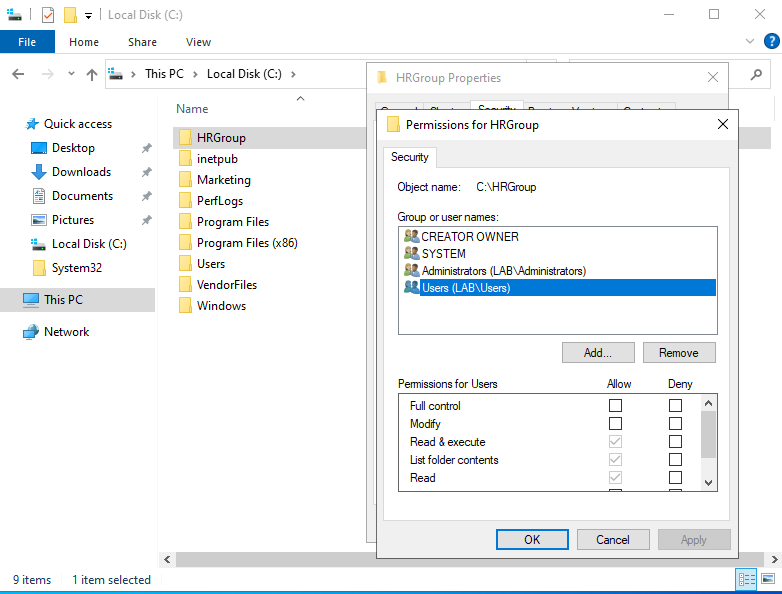 Local Disk (C:)
File Home Share View
This PC Local Disk (C:)
HRGroup Properties
Security
Permissions for HRGroup
Security
Object name: C:\HRGroup
Group or user names:
CREATOR OWNER
SYSTEM
Administrators (LAB\Administrators)
Users (LAB\Users)
Add... Remove
Permissions for Users Allow Deny
Full control
Modify
Read & execute
List folder contents
Read
OK Cancel Apply
Quick access
Desktop
Downloads
Documents
Pictures
Local Disk (C:)
System32
This PC
Network
Name
HRGroup
inetpub
Marketing
PerfLogs
Program Files
Program Files (x86)
Users
VendorFiles
Windows
9 items 1 item selected